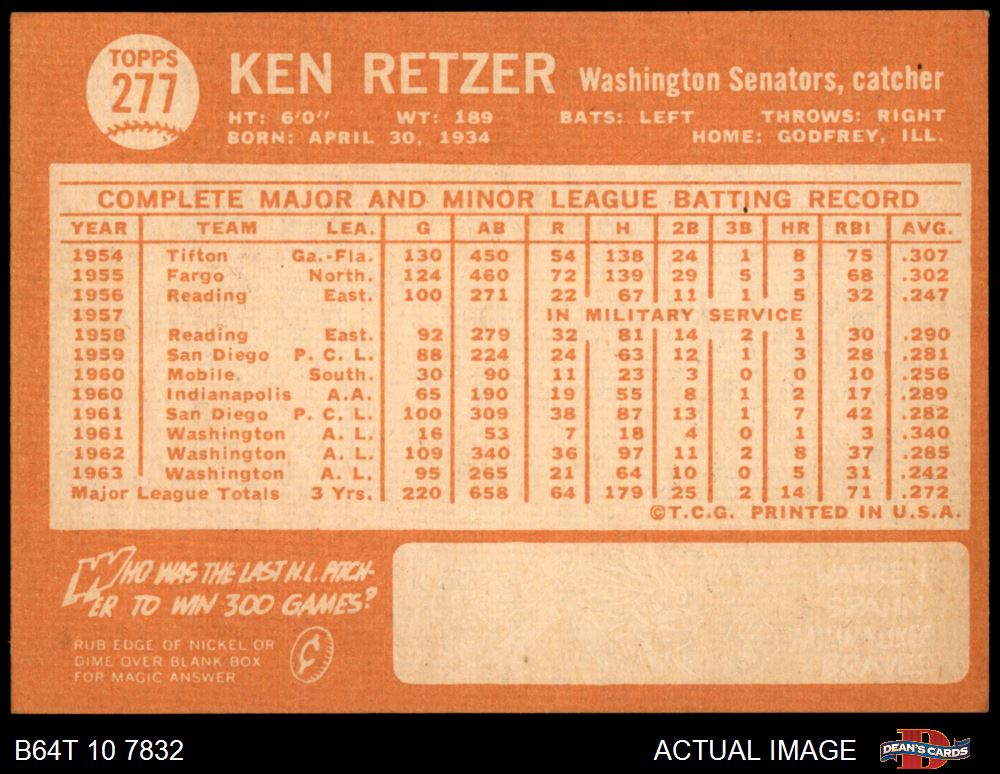 TOPPS
277
KEN RETZER Washington Senators, catcher
HT: 6'0" WT: 189 BATS: LEFT THROWS: RIGHT
BORN: APRIL 30, 1934 HOME: GODFREY, ILL.
COMPLETE MAJOR AND MINOR LEAGUE BATTING RECORD
YEAR TEAM LEA. G AB R H 2B 3B HR RBI AVG.
1954 Tifton Ga.-Fla. 130 450 54 138 24 1 8 75 .307
1955 Fargo North. 124 460 72 139 29 5 3 68 .302
1956 Reading East. 100 271 22 67 11 1 5 32 .247
1957 IN MILITARY SERVICE
1958 Reading East. 92 279 32 81 14 2 1 30 .290
1959 San Diego P. C. L. 88 224 24 63 12 1 3 28 .281
1960 Mobile South. 30 90 11 23 3 0 0 10 .256
1960 Indianapolis A.A. 65 190 19 55 8 1 2 17 .289
1961 San Diego P. C. L. 100 309 38 87 13 1 7 42 .282
1961 Washington A. L. 16 53 7 18 4 0 1 3 .340
1962 Washington A. L. 109 340 36 97 11 2 8 37 .285
1963 Washington A. L. 95 265 21 64 10 0 5 31 .242
Major League Totals 3 Yrs. 220 658 64 179 25 2 14 71 .272
©T.C.G. PRINTED IN U.S.A.
WHO WAS THE LAST N.L. PITCH-
ER TO WIN 300 GAMES?
RUB EDGE OF NICKEL OR
DIME OVER BLANK BOX
FOR MAGIC ANSWER
WARREN
SPAHN
B64T 10 7832 ACTUAL IMAGE DEAN'S CARDS